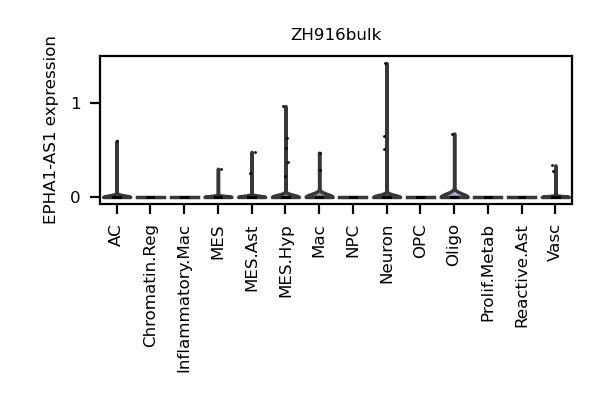 ZH916bulk
EPHA1-AS1 expression
1
0
AC
Chromatin.Reg
Inflammatory.Mac
MES
MES.Ast
MES.Hyp
Mac
NPC
Neuron
OPC
Oligo
Prolif.Metab
Reactive.Ast
Vasc